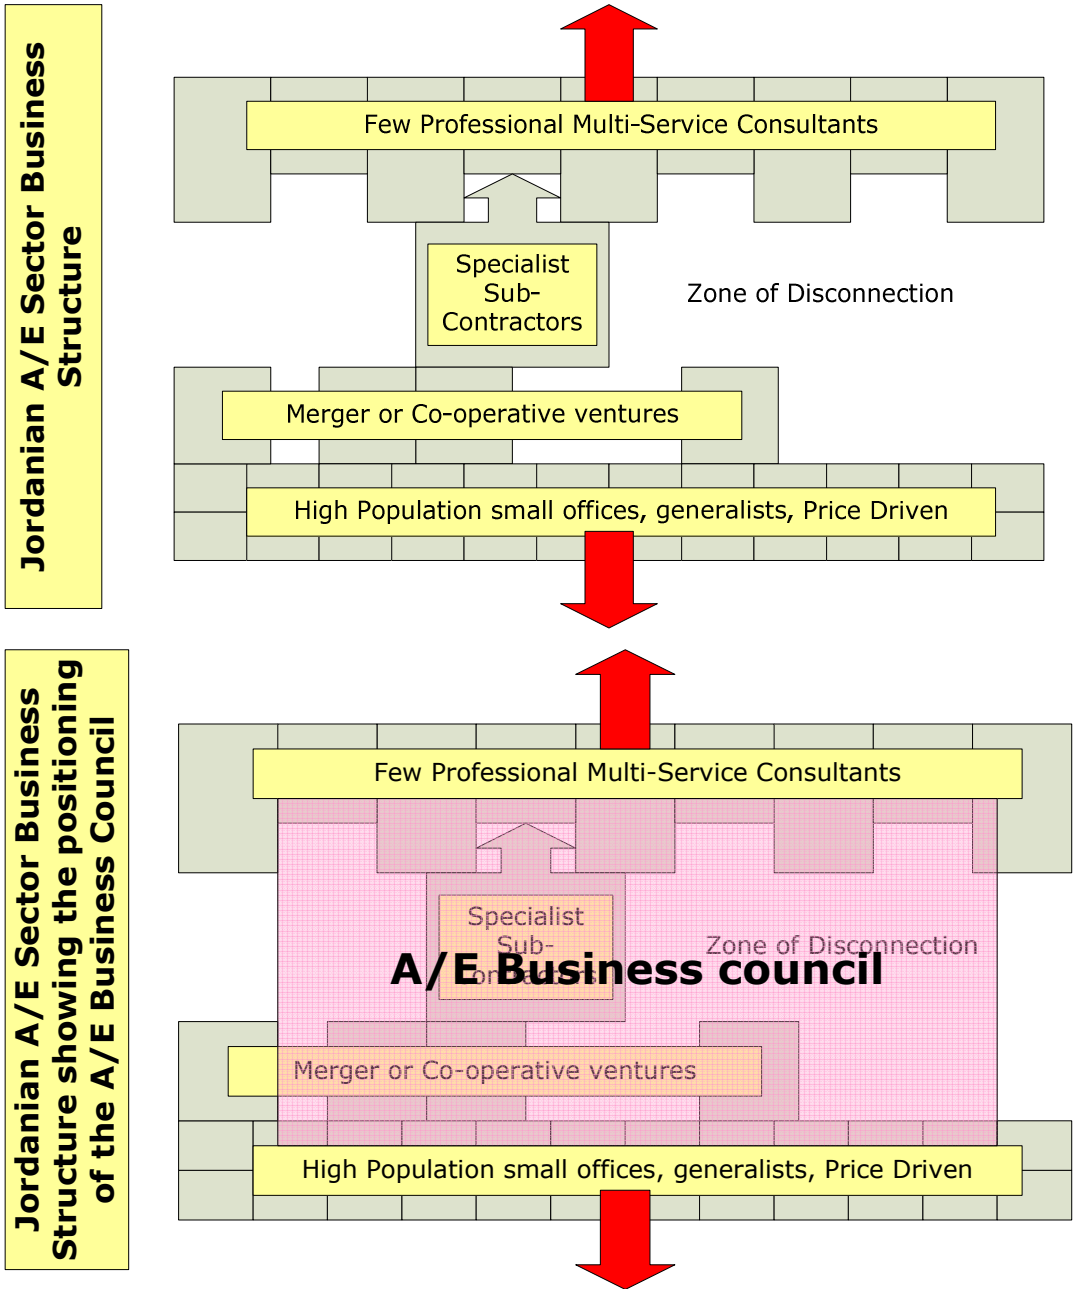 Jordanian A/E Sector Business
Structure
Few Professional Multi-Service Consultants
Specialist
Sub-
Contractors
Zone of Disconnection
Merger or Co-operative ventures
High Population small offices, generalists, Price Driven
Jordanian A/E Sector Business
Structure showing the positioning
of the A/E Business Council
Few Professional Multi-Service Consultants
Specialist
Sub-
Contractors
Zone of Disconnection
A/E Business council
Merger or Co-operative ventures
High Population small offices, generalists, Price Driven